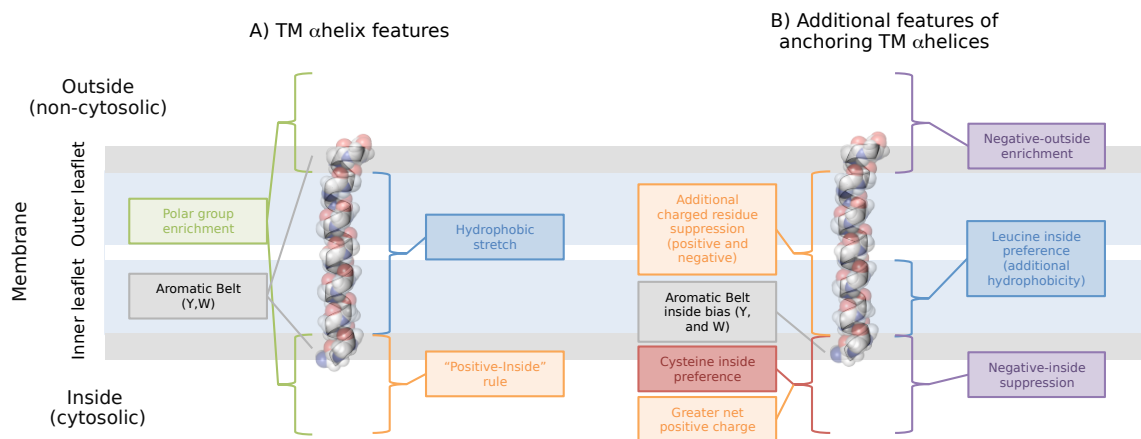 A) TM αhelix features
B) Additional features of
anchoring TM αhelices
Outside
(non-cytosolic)
Membrane
Outer leaflet
Inner leaflet
Inside
(cytosolic)
Polar group
enrichment
Aromatic Belt
(Y,W)
Hydrophobic
stretch
“Positive-Inside”
rule
Additional
charged residue
suppression
(positive and
negative)
Aromatic Belt
inside bias (Y,
and W)
Cysteine inside
preference
Greater net
positive charge
Negative-outside
enrichment
Leucine inside
preference
(additional
hydrophobicity)
Negative-inside
suppression